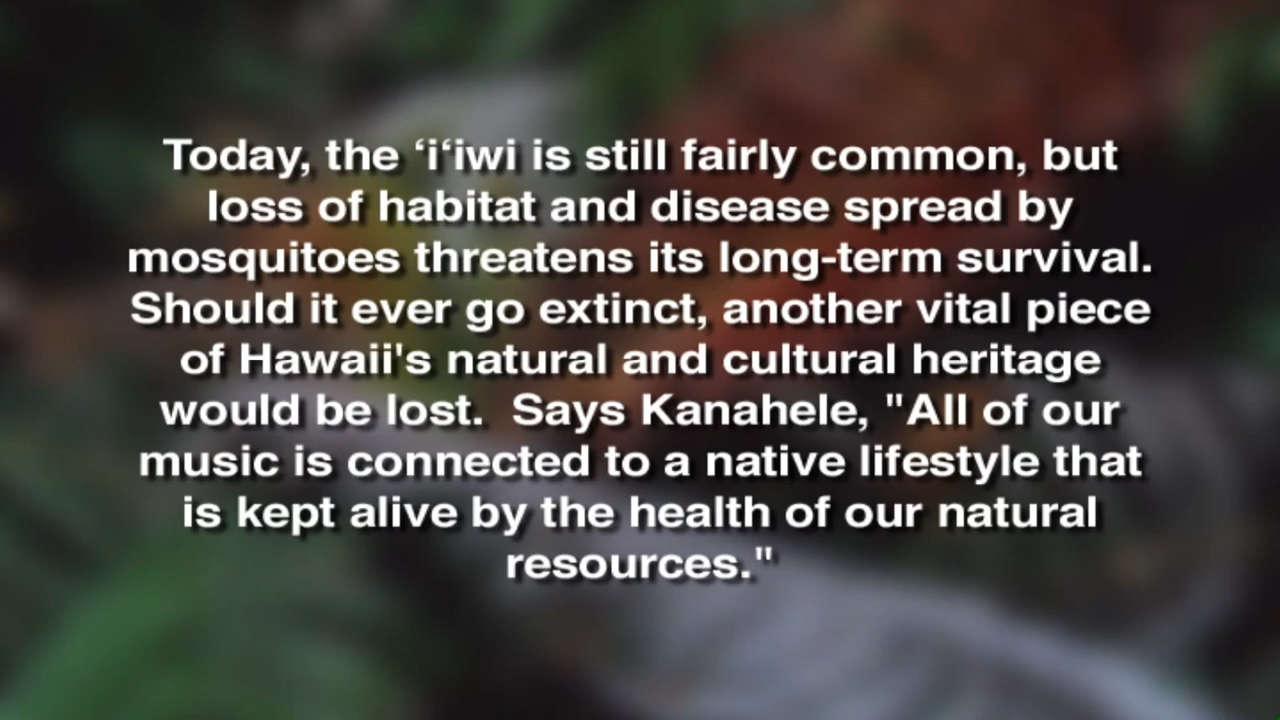 Today, the ‘i‘iwi is still fairly common, but
loss of habitat and disease spread by
mosquitoes threatens its long-term survival.
Should it ever go extinct, another vital piece
of Hawaii's natural and cultural heritage
would be lost.  Says Kanahele, "All of our
music is connected to a native lifestyle that
is kept alive by the health of our natural
resources."